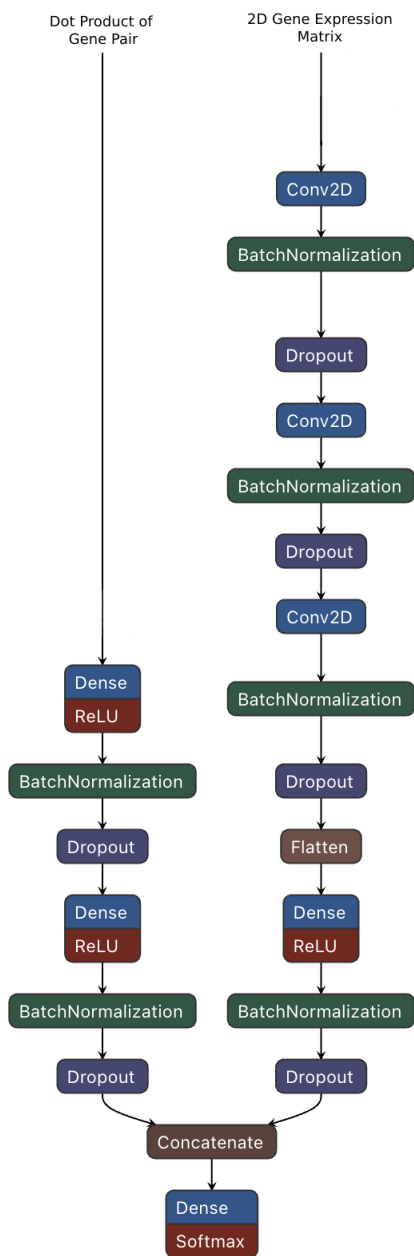 Dot Product of
Gene Pair
2D Gene Expression
Matrix
Conv2D
BatchNormalization
Dropout
Conv2D
BatchNormalization
Dropout
Conv2D
Dense
ReLU
BatchNormalization
BatchNormalization
Dropout
Dropout
Flatten
Dense
ReLU
Dense
ReLU
BatchNormalization
BatchNormalization
Dropout
Dropout
Concatenate
Dense
Softmax